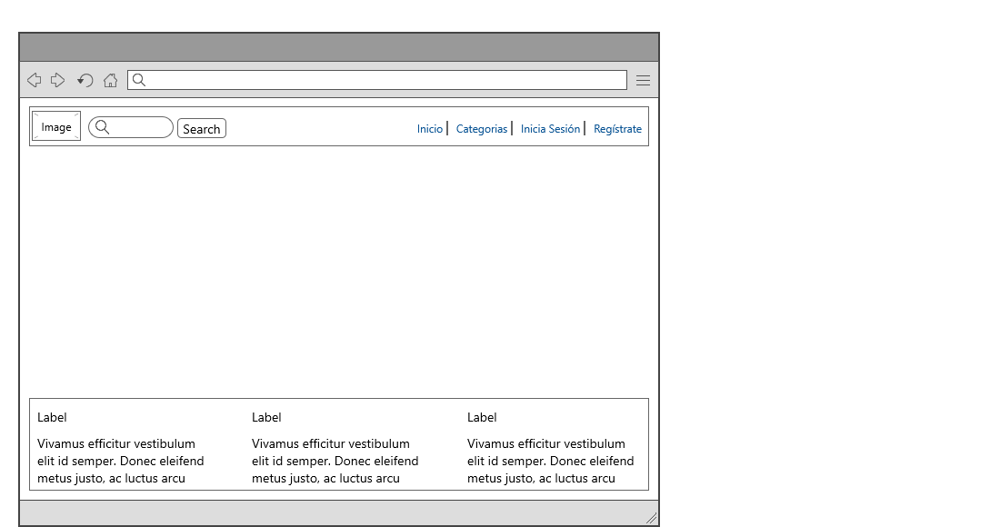 Image
Search
Inicio
Categorias
Inicia Sesión
Regístrate
Label
Vivamus efficitur vestibulum
elit id semper. Donec eleifend
metus justo, ac luctus arcu
Label
Vivamus efficitur vestibulum
elit id semper. Donec eleifend
metus justo, ac luctus arcu
Label
Vivamus efficitur vestibulum
elit id semper. Donec eleifend
metus justo, ac luctus arcu